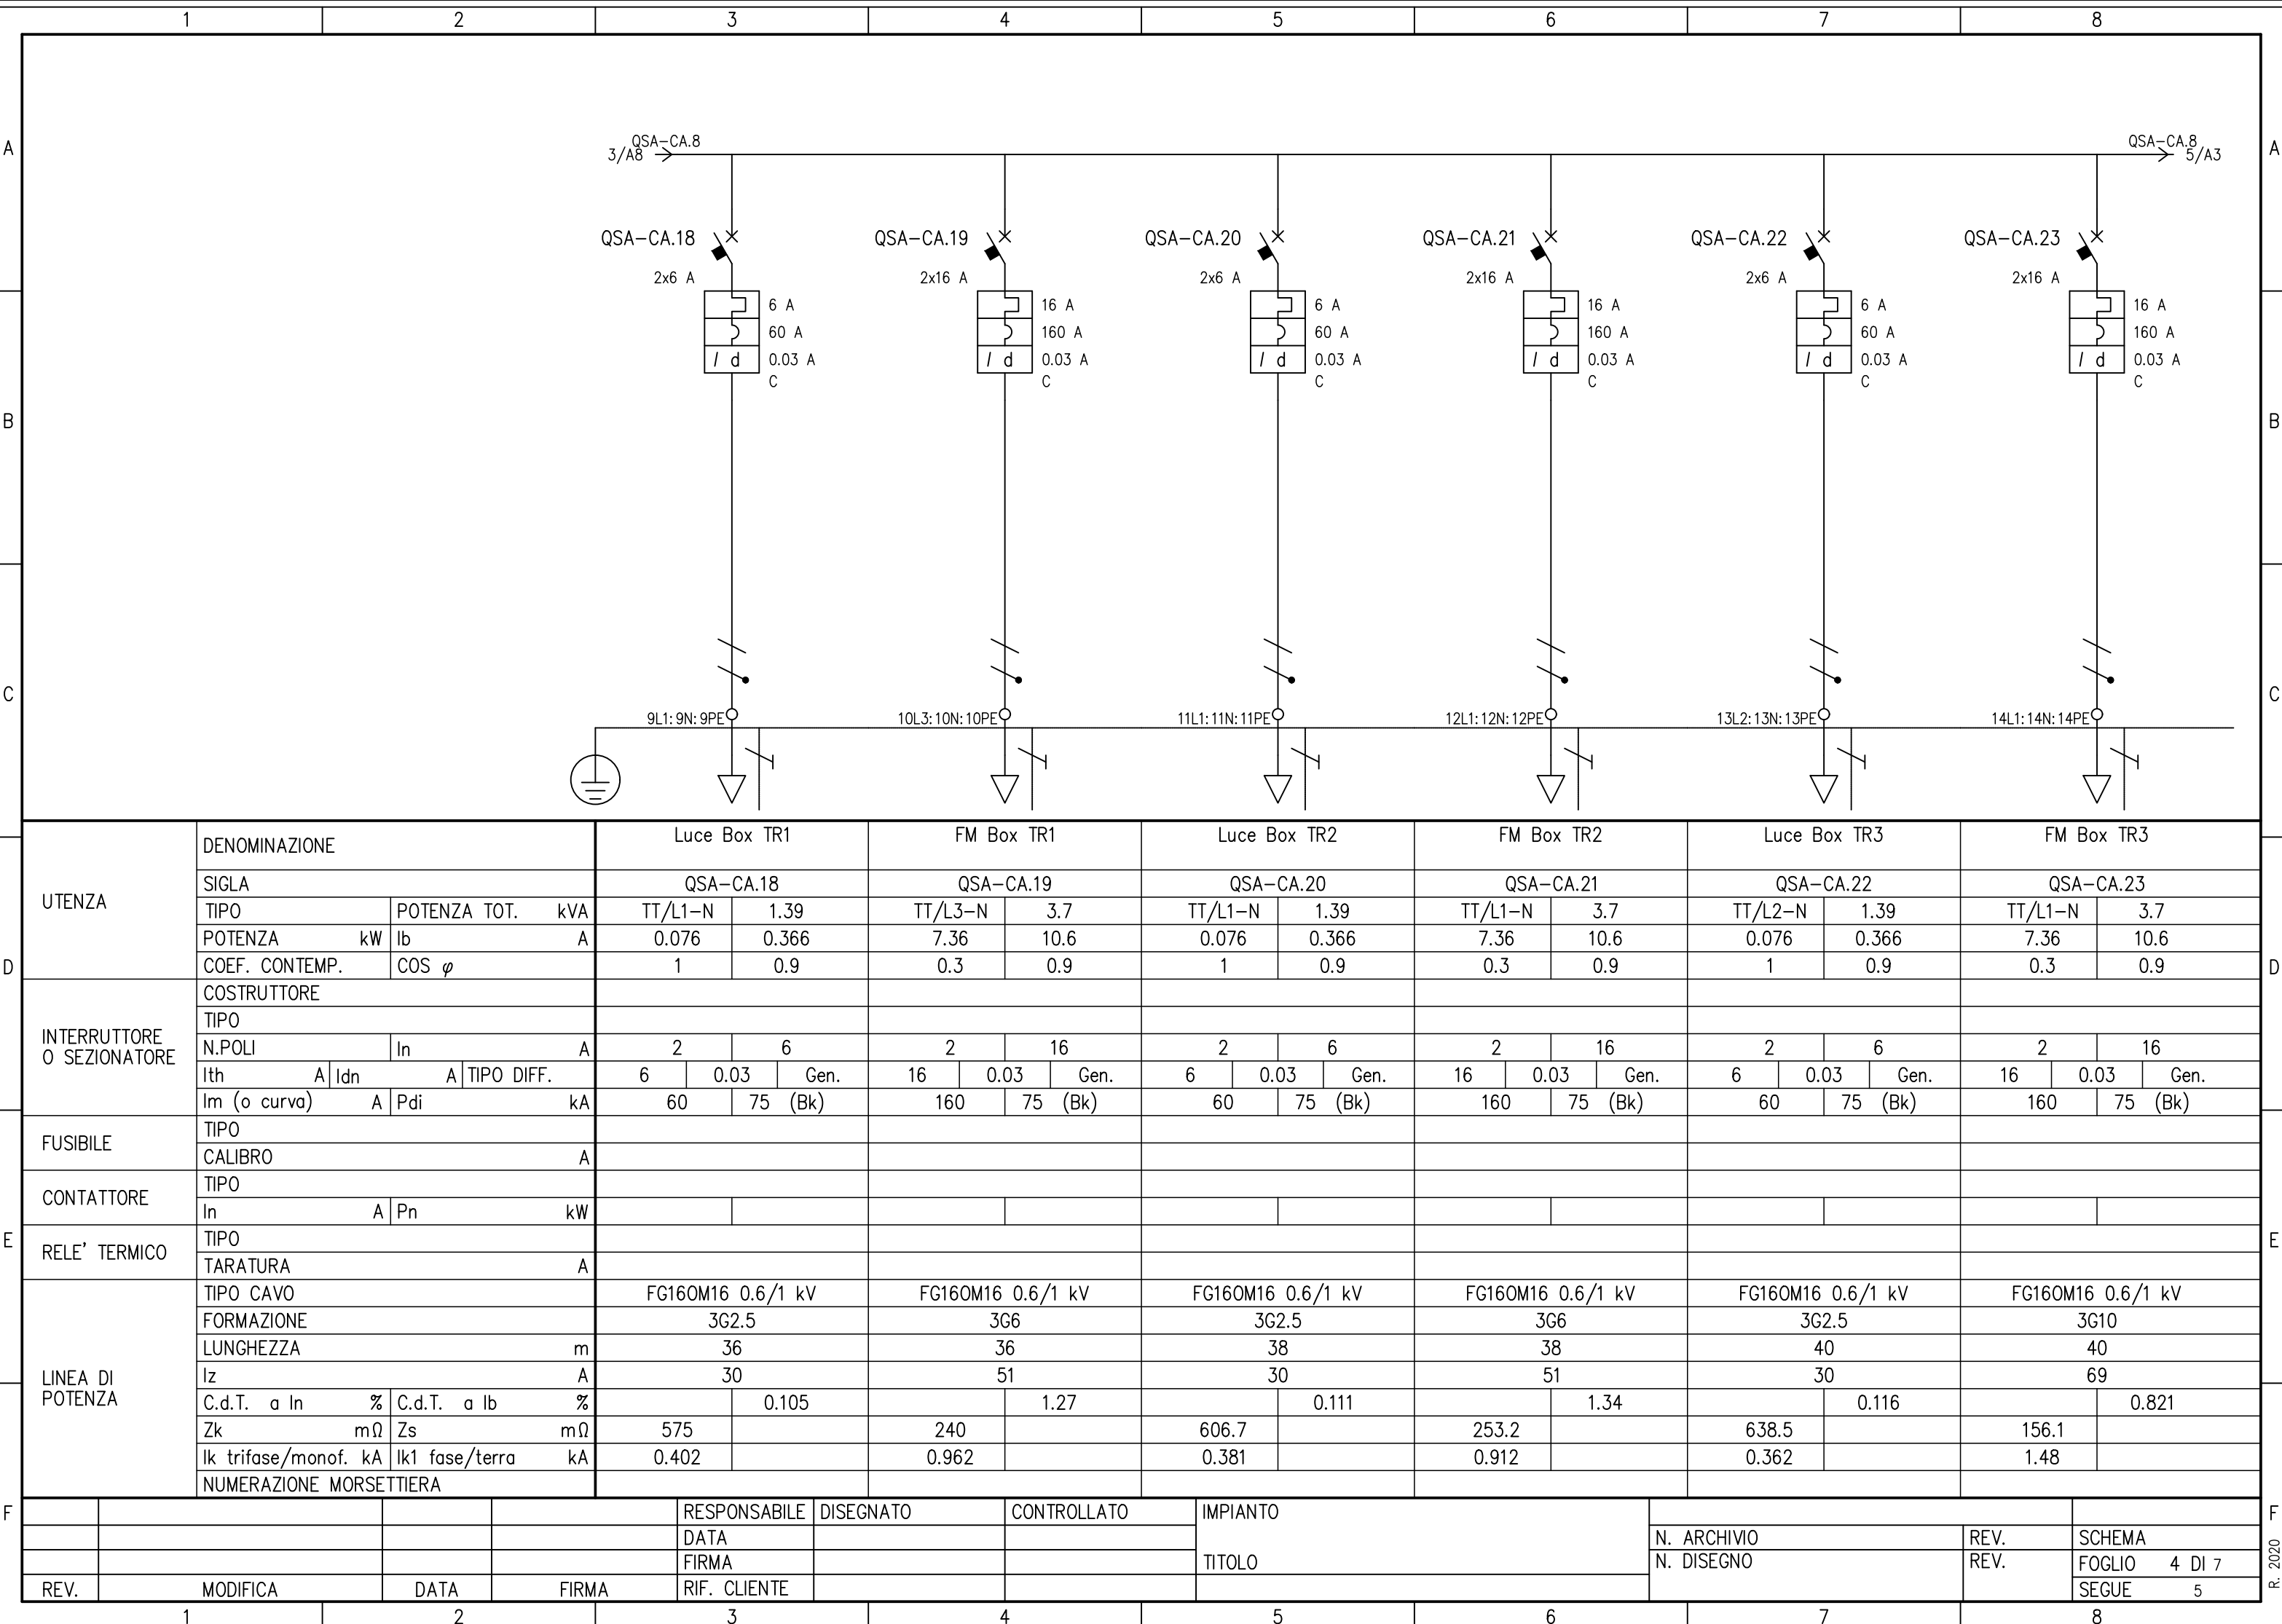 1 2 3 4 5 6 7 8
A QSA-CA.8 QSA-CA.8 A
3/A8 5/A3
QSA-CA.18 QSA-CA.19 QSA-CA.20 QSA-CA.21 QSA-CA.22 QSA-CA.23
2x6 A 2x16 A 2x6 A 2x16 A 2x6 A 2x16 A
6 A 16 A 6 A 16 A 6 A 16 A
60 A 160 A 60 A 160 A 60 A 160 A
I d 0.03 A I d 0.03 A I d 0.03 A I d 0.03 A I d 0.03 A I d 0.03 A
C C C C C C
B B
C C
9L1:9N:9PE 10L3:10N:10PE 11L1:11N:11PE 12L1:12N:12PE 13L2:13N:13PE 14L1:14N:14PE
UTENZA
DENOMINAZIONE Luce Box TR1 FM Box TR1 Luce Box TR2 FM Box TR2 Luce Box TR3 FM Box TR3
SIGLA QSA-CA.18 QSA-CA.19 QSA-CA.20 QSA-CA.21 QSA-CA.22 QSA-CA.23
TIPO POTENZA TOT. kVA TT/L1-N 1.39 TT/L3-N 3.7 TT/L1-N 1.39 TT/L1-N 3.7 TT/L2-N 1.39 TT/L1-N 3.7
POTENZA kW Ib A 0.076 0.366 7.36 10.6 0.076 0.366 7.36 10.6 0.076 0.366 7.36 10.6
D COEF. CONTEMP. COS φ 1 0.9 0.3 0.9 1 0.9 0.3 0.9 1 0.9 0.3 0.9 D
INTERRUTTORE
O SEZIONATORE
COSTRUTTORE
TIPO
N.POLI In A 2 6 2 16 2 6 2 16 2 6 2 16
Ith A Idn A TIPO DIFF. 6 0.03 Gen. 16 0.03 Gen. 6 0.03 Gen. 16 0.03 Gen. 6 0.03 Gen. 16 0.03 Gen.
Im (o curva) A Pdi kA 60 75 (Bk) 160 75 (Bk) 60 75 (Bk) 160 75 (Bk) 60 75 (Bk) 160 75 (Bk)
FUSIBILE
TIPO
CALIBRO A
CONTATTORE
TIPO
In A Pn kW
E RELE' TERMICO E
TIPO
TARATURA A
LINEA DI
POTENZA
TIPO CAVO FG16OM16 0.6/1 kV FG16OM16 0.6/1 kV FG16OM16 0.6/1 kV FG16OM16 0.6/1 kV FG16OM16 0.6/1 kV FG16OM16 0.6/1 kV
FORMAZIONE 3G2.5 3G6 3G2.5 3G6 3G2.5 3G10
LUNGHEZZA m 36 36 38 38 40 40
Iz A 30 51 30 51 30 69
C.d.T. a In % C.d.T. a Ib % 0.105 1.27 0.111 1.34 0.116 0.821
Zk mΩ Zs mΩ 575 240 606.7 253.2 638.5 156.1
Ik trifase/monof. kA Ik1 fase/terra kA 0.402 0.962 0.381 0.912 0.362 1.48
NUMERAZIONE MORSETTIERA
F RESPONSABILE DISEGNATO CONTROLLATO IMPIANTO F
DATA N. ARCHIVIO REV. SCHEMA
FIRMA TITOLO N. DISEGNO REV. FOGLIO 4 DI 7
REV. MODIFICA DATA FIRMA RIF. CLIENTE SEGUE 5
R. 2020
1 2 3 4 5 6 7 8